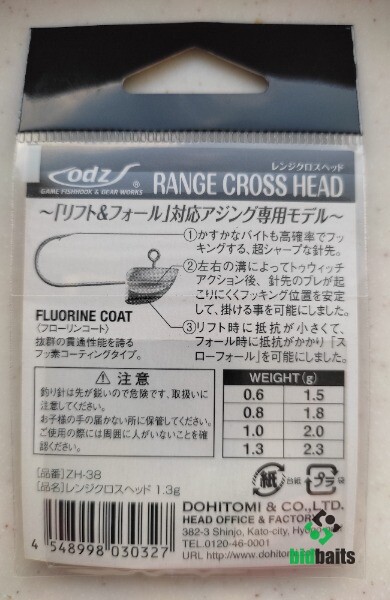 odz
®
GAME FISHHOOK & GEAR WORKS
レンジクロスヘッド
RANGE CROSS HEAD
〜「リフト&フォール」対応アジング専用モデル〜
①かすかなバイトも高確率でフッ
キングする、超シャープな針先。
②左右の溝によってトゥウィッチ
アクション後、針先のブレが起
こりにくくフッキング位置を安定
して、掛ける事を可能にしました。
③リフト時に抵抗が小さくて、
フォール時に抵抗がかかり「ス
ローフォール」を可能にしました。
FLUORINE COAT
〈フローリンコート〉
抜群の貫通性能を誇る
フッ素コーティングタイプ。
⚠ 注意
釣り針は先が鋭いもので危険です。取扱いに
注意してください。
お子様の手の届かない所に保管してください。
ご使用の際には周囲に人がいないことを確
認ください。
WEIGHT (g)
0.6 1.5
0.8 1.8
1.0 2.0
1.3 2.3
[品番] ZH-38
[品名] レンジクロスヘッド 1.3g
紙 台紙
プラ 袋
4 548998 030327
DOHITOMI & CO., LTD.
HEAD OFFICE & FACTORY
382-3 Shinjo, Kato-city,
TEL.0120-46-0001
URL http://www.dohitomi
bidbaits